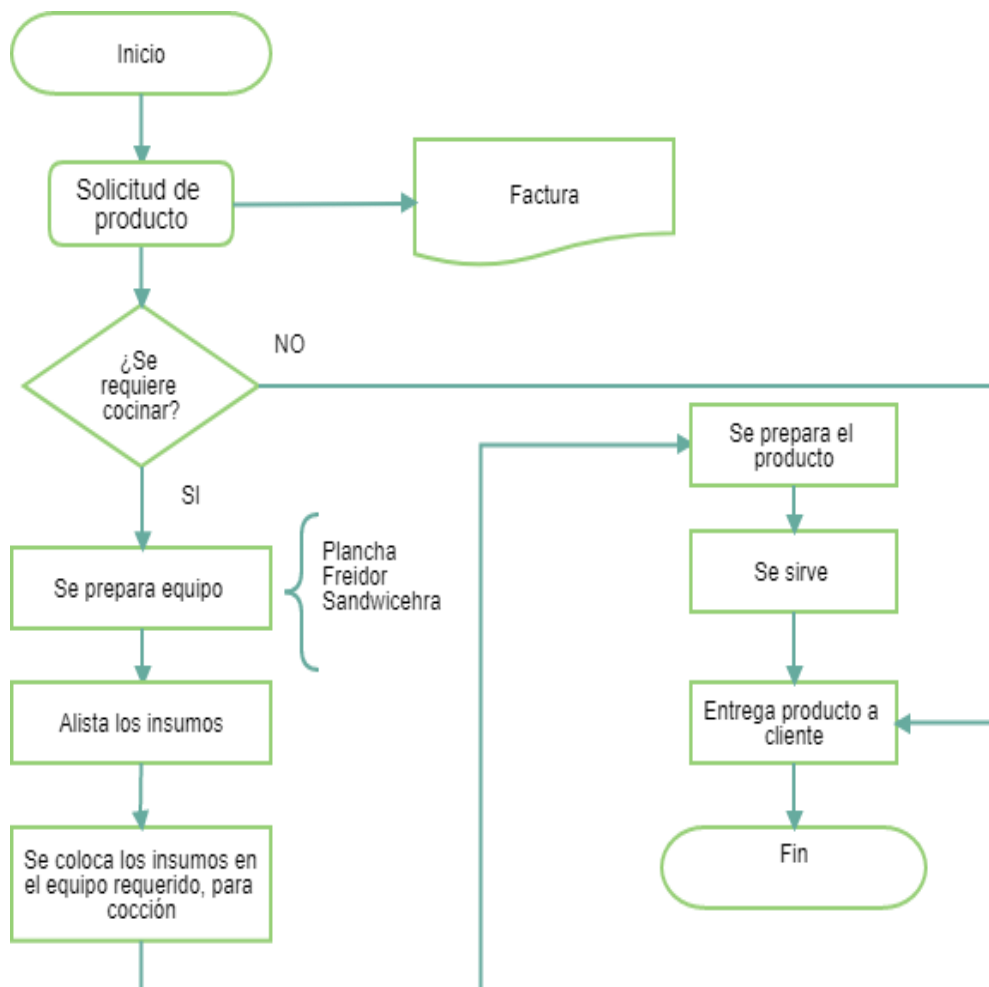 Inicio
Solicitud de
producto
Factura
¿Se
requiere
cocinar?
NO
SI
Se prepara equipo
Plancha
Freidor
Sandwicehra
Alista los insumos
Se coloca los insumos en
el equipo requerido, para
cocción
Se prepara el
producto
Se sirve
Entrega producto a
cliente
Fin